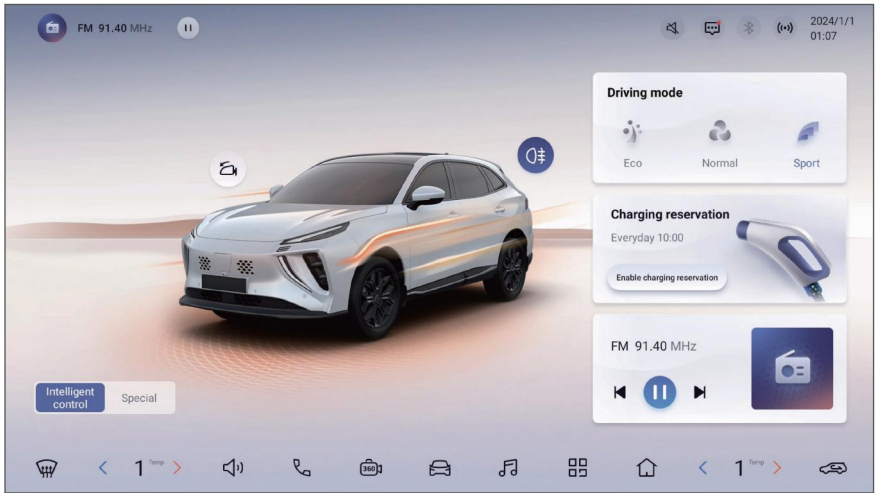 FM 91.40 MHz
2024/1/1
01:07
Driving mode
Eco
Normal
Sport
Charging reservation
Everyday 10:00
Enable charging reservation
FM 91.40 MHz
Intelligent
control
Special
1 Temp
360
1 Temp